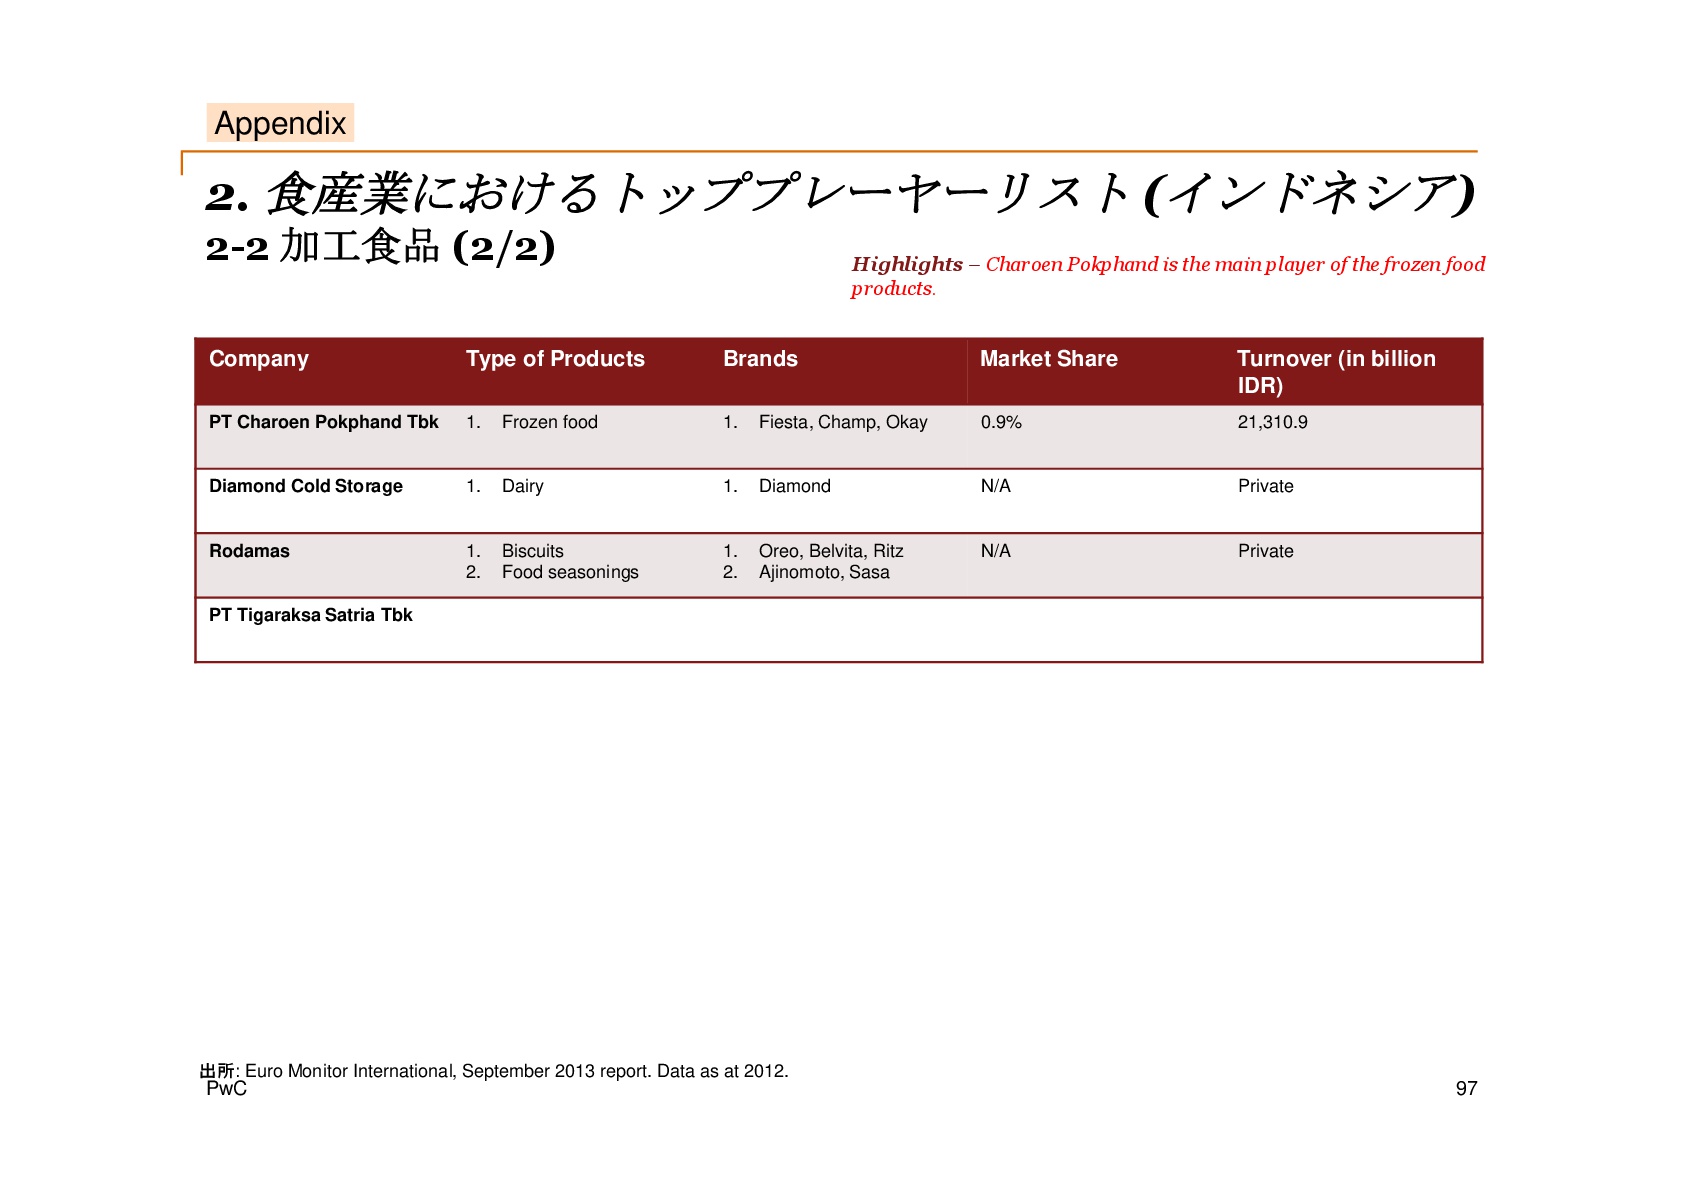 Appendix
2. 食産業におけるトッププレーヤーリスト(インドネシア)
2-2 加工食品 (2/2)
Highlights – Charoen Pokphand is the main player of the frozen food
products.
Company Type of Products Brands Market Share Turnover (in billion
IDR)
PT Charoen Pokphand Tbk 1. Frozen food 1. Fiesta, Champ, Okay 0.9% 21,310.9
Diamond Cold Storage 1. Dairy 1. Diamond N/A Private
Rodamas 1. Biscuits 1. Oreo, Belvita, Ritz N/A Private
2. Food seasonings 2. Ajinomoto, Sasa
PT Tigaraksa Satria Tbk
出所: Euro Monitor International, September 2013 report. Data as at 2012.
PwC 97